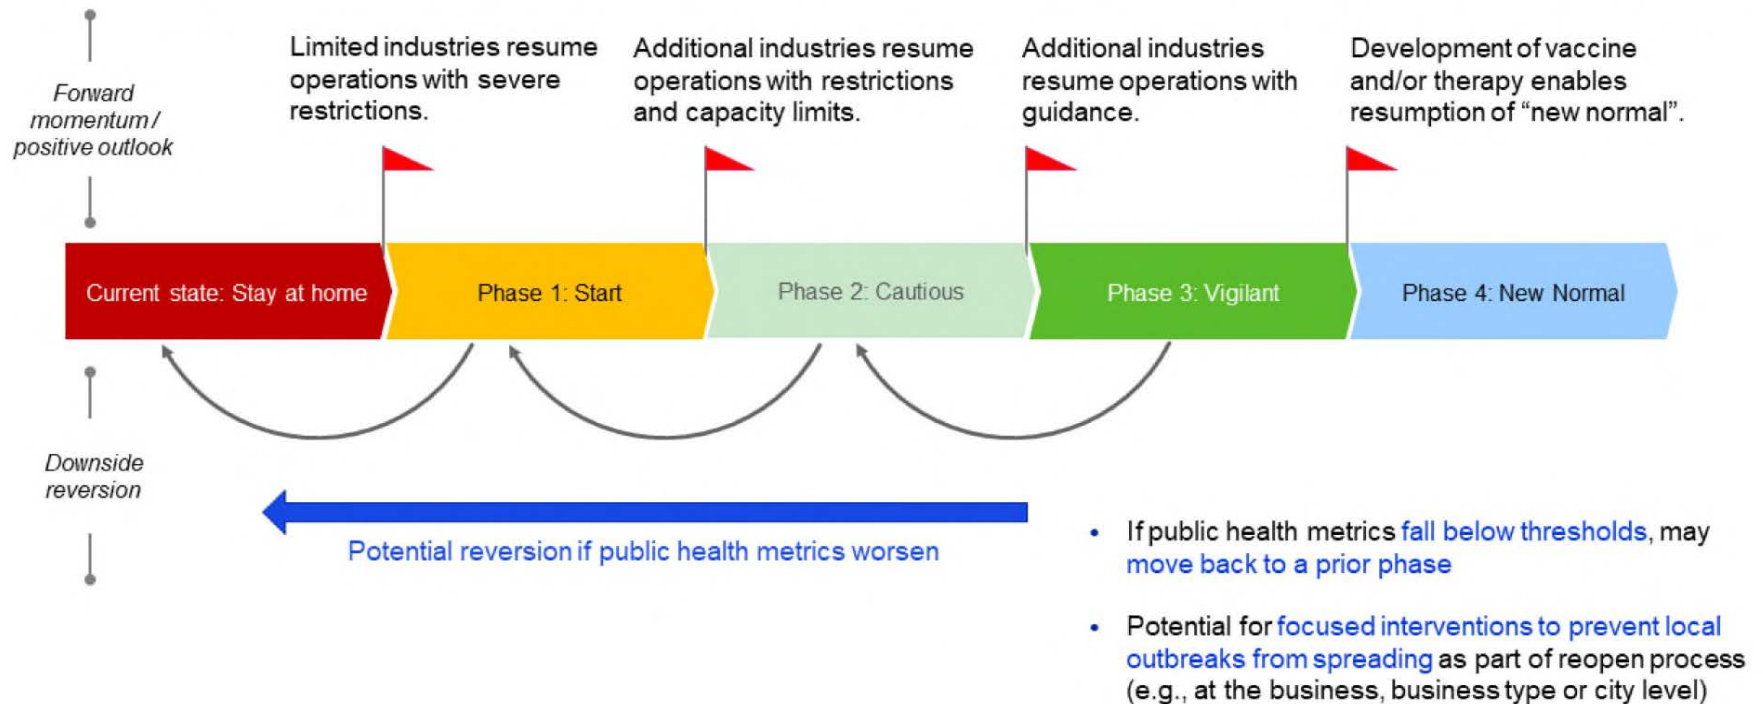 Forward
momentum /
positive outlook
Limited industries resume
operations with severe
restrictions.
Additional industries resume
operations with restrictions
and capacity limits.
Additional industries
resume operations with
guidance.
Development of vaccine
and/or therapy enables
resumption of “new normal”.
Current state: Stay at home
Phase 1: Start
Phase 2: Cautious
Phase 3: Vigilant
Phase 4: New Normal
Downside
reversion
Potential reversion if public health metrics worsen
• If public health metrics fall below thresholds, may
move back to a prior phase
• Potential for focused interventions to prevent local
outbreaks from spreading as part of reopen process
(e.g., at the business, business type or city level)